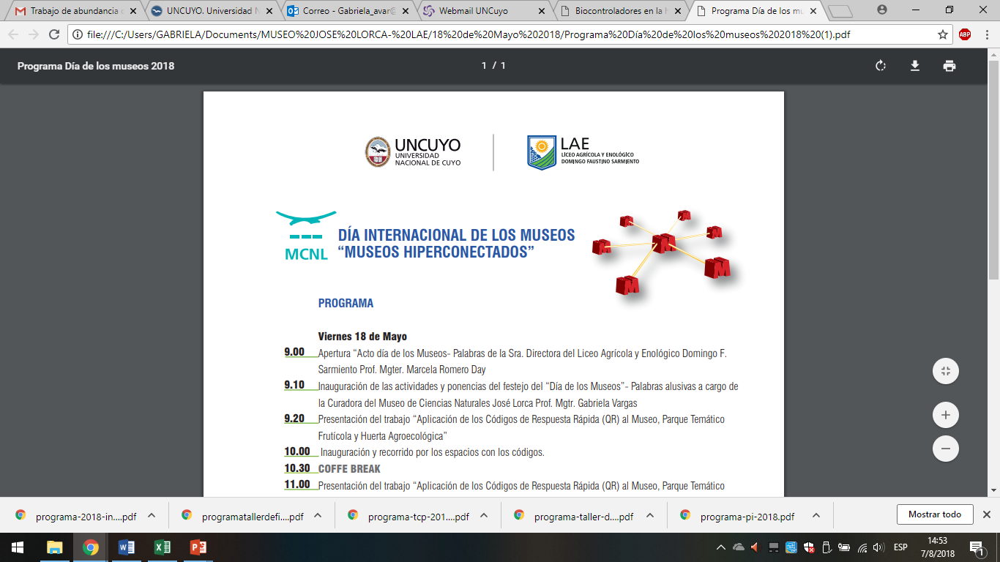 Trabajo de abundancia d
UNCUYO. Universidad N
Correo - Gabriela_avar@
Webmail UNCuyo
Biocontroladores en la h
Programa Día de los mu
file:///C:/Users/GABRIELA/Documents/MUSEO%20JOSE%20LORCA-%20LAE/18%20de%20Mayo%202018/Programa%20Día%20de%20los%20museos%202018%20(1).pdf
ABP
Programa Día de los museos 2018
1 / 1
UNCUYO
UNIVERSIDAD
NACIONAL DE CUYO
LAE
LICEO AGRÍCOLA Y ENOLÓGICO
DOMINGO FAUSTINO SARMIENTO
MCNL
DÍA INTERNACIONAL DE LOS MUSEOS
“MUSEOS HIPERCONECTADOS”
M M M M M M M
PROGRAMA
Viernes 18 de Mayo
9.00 Apertura “Acto día de los Museos- Palabras de la Sra. Directora del Liceo Agrícola y Enológico Domingo F.
Sarmiento Prof. Mgter. Marcela Romero Day
9.10 Inauguración de las actividades y ponencias del festejo del “Día de los Museos”- Palabras alusivas a cargo de
la Curadora del Museo de Ciencias Naturales José Lorca Prof. Mgtr. Gabriela Vargas
9.20 Presentación del trabajo “Aplicación de los Códigos de Respuesta Rápida (QR) al Museo, Parque Temático
Frutícola y Huerta Agroecológica”
10.00 Inauguración y recorrido por los espacios con los códigos.
10.30 COFFE BREAK
11.00 Presentación del trabajo “Aplicación de los Códigos de Respuesta Rápida (QR) al Museo, Parque Temático
programa-2018-in....pdf
programatallerdefi....pdf
programa-tcp-201....pdf
programa-taller-d....pdf
programa-pi-2018.pdf
Mostrar todo
ESP
14:53
7/8/2018
1